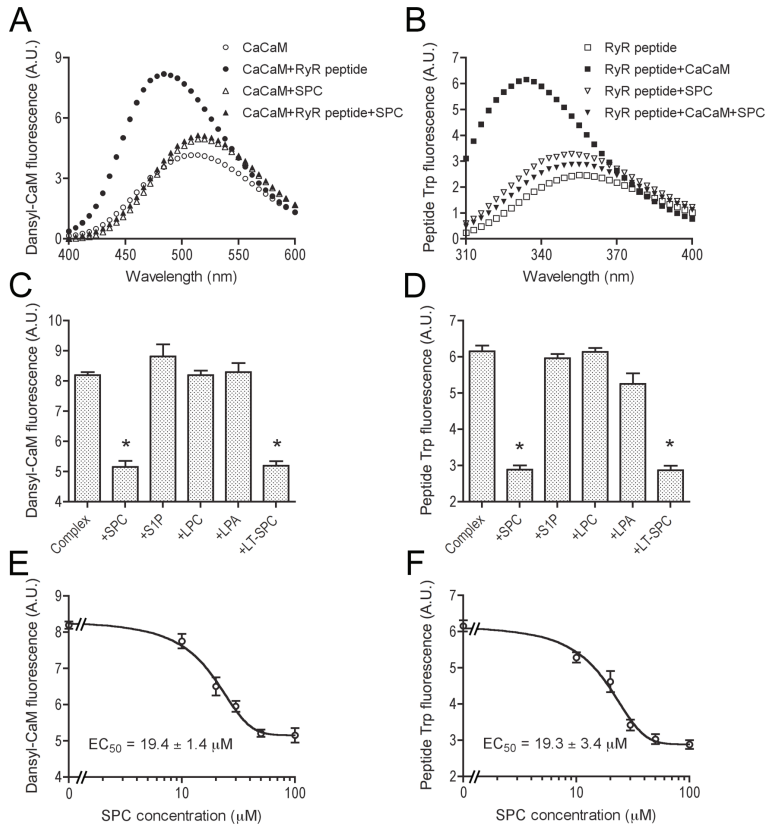 A
Dansyl-CaM fluorescence (A.U.)
9
6
3
0
400
450
500
550
600
Wavelength (nm)
CaCaM
CaCaM+RyR peptide
CaCaM+SPC
CaCaM+RyR peptide+SPC
B
Peptide Trp fluorescence (A.U.)
7
6
5
4
3
2
1
0
310
340
370
400
Wavelength (nm)
RyR peptide
RyR peptide+CaCaM
RyR peptide+SPC
RyR peptide+CaCaM+SPC
C
Dansyl-CaM fluorescence (A.U.)
10
9
8
7
6
5
4
*
*
Complex
+SPC
+S1P
+LPC
+LPA
+LT-SPC
D
Peptide Trp fluorescence (A.U.)
7
6
5
4
3
2
*
*
Complex
+SPC
+S1P
+LPC
+LPA
+LT-SPC
E
Dansyl-CaM fluorescence (A.U.)
9
8
7
6
5
4
EC50 = 19.4 ± 1.4 μM
0
10
100
SPC concentration (μM)
F
Peptide Trp fluorescence (A.U.)
7
6
5
4
3
2
EC50 = 19.3 ± 3.4 μM
0
10
100
SPC concentration (μM)